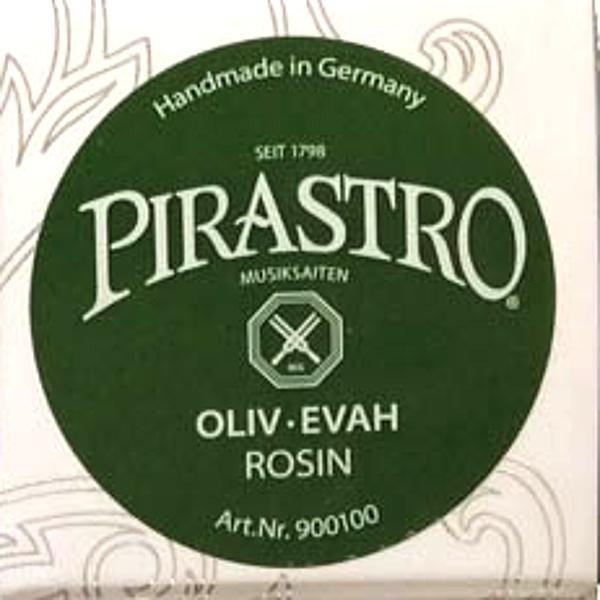 Handmade in Germany
SEIT 1798
PIRASTRO®
MUSIKSAITEN
OLIV·EVAH
ROSIN
Art.Nr. 900100